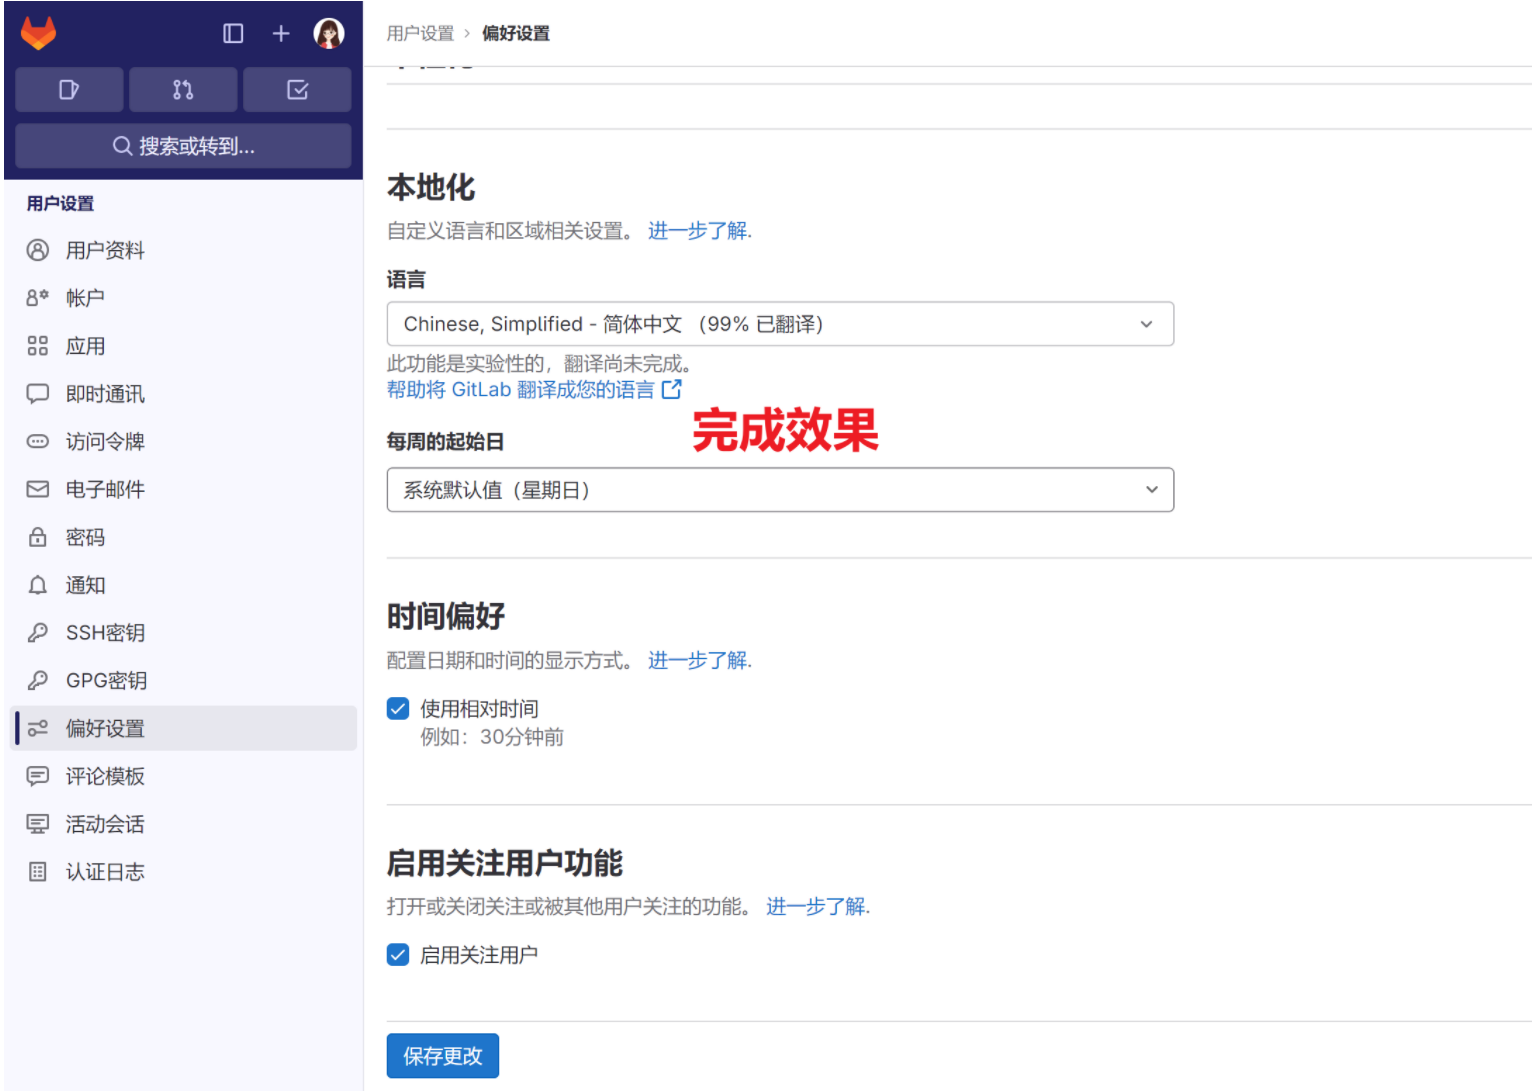 用户设置 › 偏好设置
搜索或转到...
用户设置
用户资料
帐户
应用
即时通讯
访问令牌
电子邮件
密码
通知
SSH密钥
GPG密钥
偏好设置
评论模板
活动会话
认证日志
本地化
自定义语言和区域相关设置。 进一步了解.
语言
Chinese, Simplified - 简体中文 （99% 已翻译）
此功能是实验性的，翻译尚未完成。
帮助将 GitLab 翻译成您的语言
完成效果
每周的起始日
系统默认值（星期日）
时间偏好
配置日期和时间的显示方式。 进一步了解.
使用相对时间
例如：30分钟前
启用关注用户功能
打开或关闭关注或被其他用户关注的功能。 进一步了解.
启用关注用户
保存更改